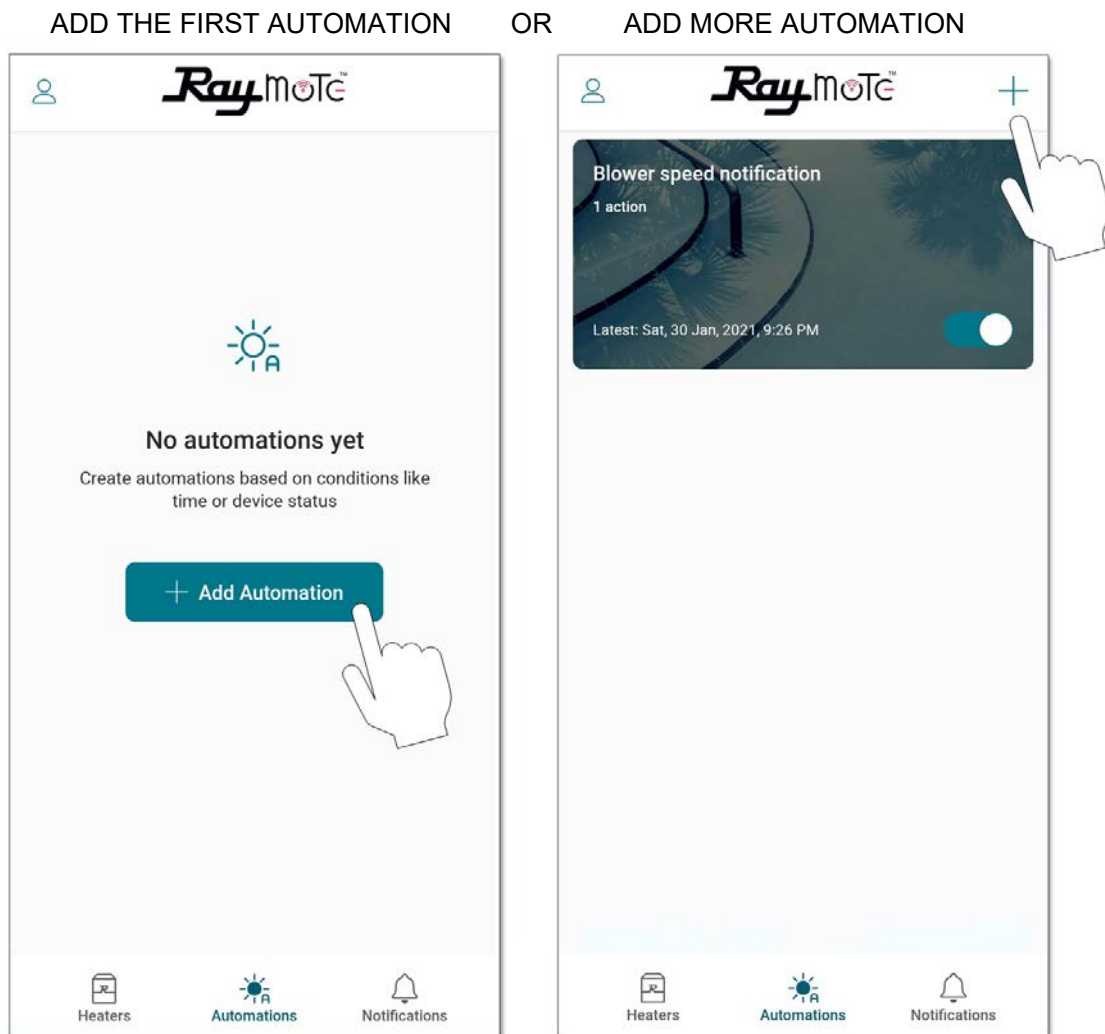 ADD THE FIRST AUTOMATION OR ADD MORE AUTOMATION
RaymoTe™
No automations yet
Create automations based on conditions like
time or device status
+ Add Automation
Heaters Automations Notifications
RaymoTe™
Blower speed notification
1 action
Latest: Sat, 30 Jan, 2021, 9:26 PM
Heaters Automations Notifications